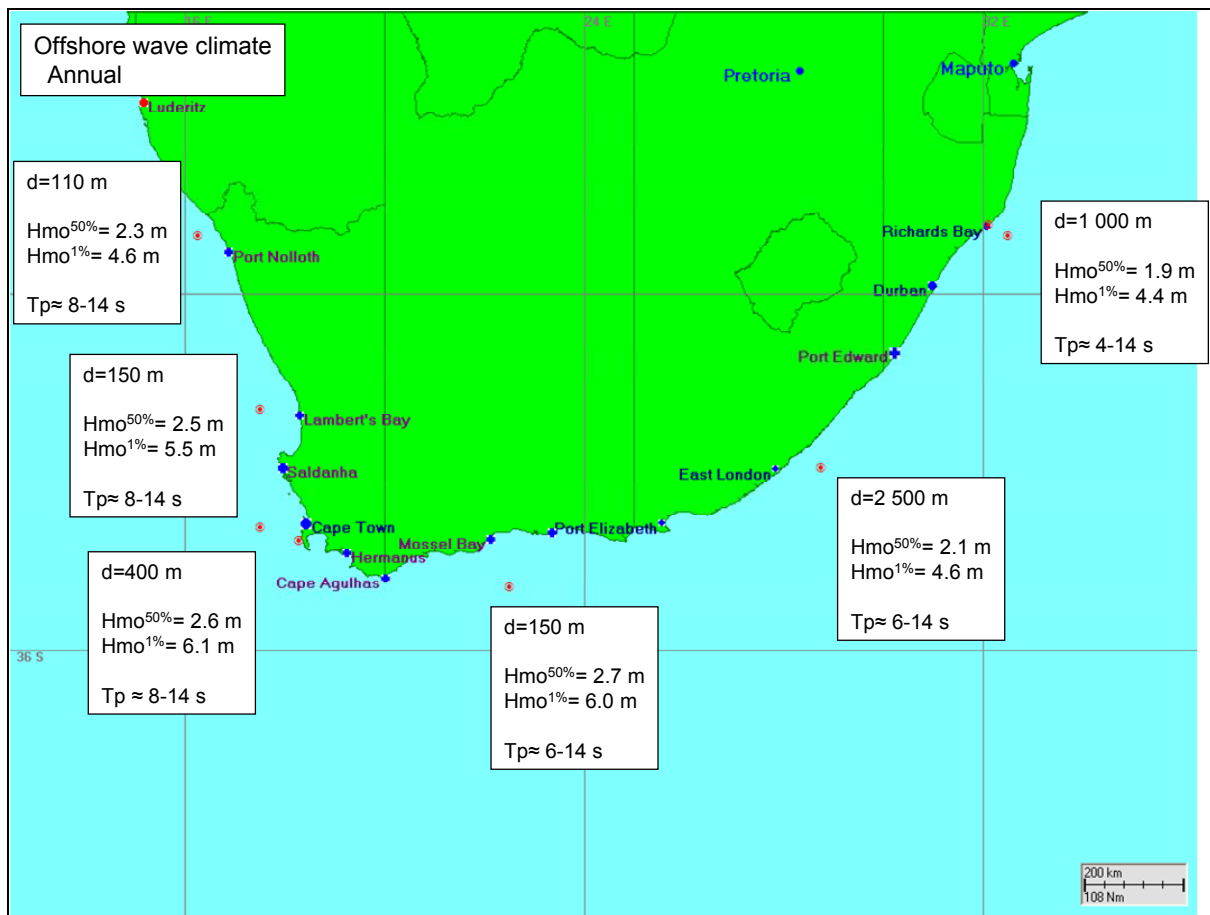 Offshore wave climate
Annual
16 E
24 E
32 E
Pretoria
Maputo
Luderitz
d=110 m
Hmo50%= 2.3 m
Hmo1%= 4.6 m
Tp≈ 8-14 s
Port Nolloth
Richards Bay
d=1 000 m
Hmo50%= 1.9 m
Hmo1%= 4.4 m
Tp≈ 4-14 s
Durban
Port Edward
d=150 m
Hmo50%= 2.5 m
Hmo1%= 5.5 m
Tp≈ 8-14 s
Lambert's Bay
Saldanha
East London
Cape Town
Port Elizabeth
Mossel Bay
Hermanus
Cape Agulhas
d=2 500 m
Hmo50%= 2.1 m
Hmo1%= 4.6 m
Tp≈ 6-14 s
d=400 m
Hmo50%= 2.6 m
Hmo1%= 6.1 m
Tp ≈ 8-14 s
d=150 m
Hmo50%= 2.7 m
Hmo1%= 6.0 m
Tp≈ 6-14 s
36 S
200 km
108 Nm